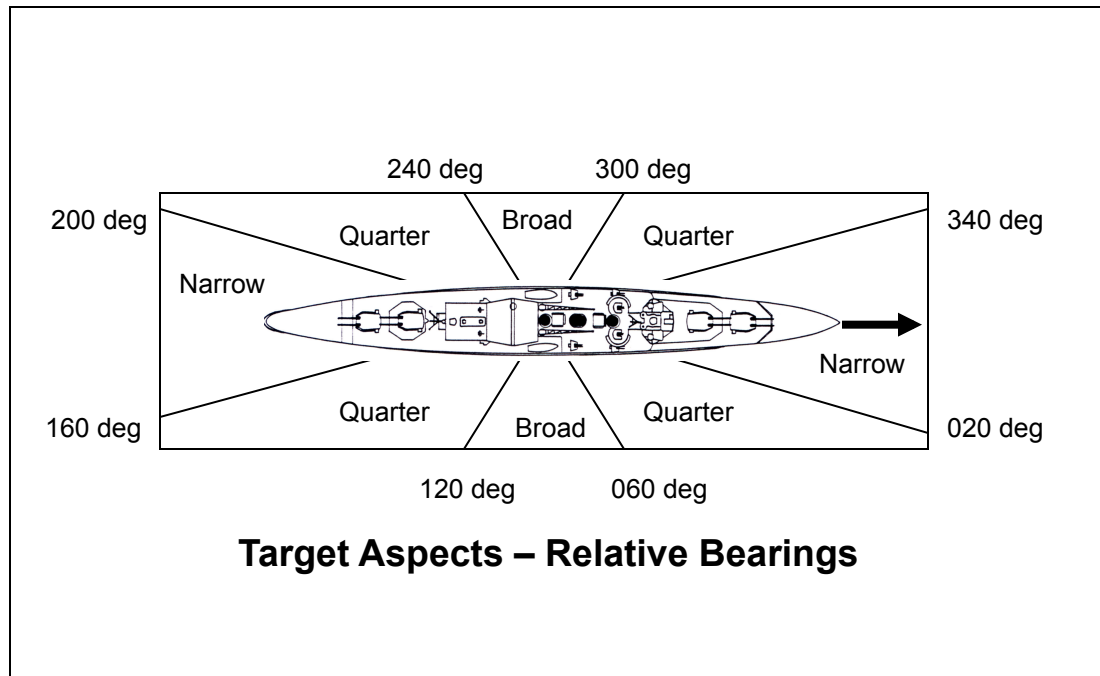 240 deg 300 deg
200 deg Quarter Broad Quarter 340 deg
Narrow
Narrow
160 deg Quarter Broad Quarter 020 deg
120 deg 060 deg
Target Aspects – Relative Bearings